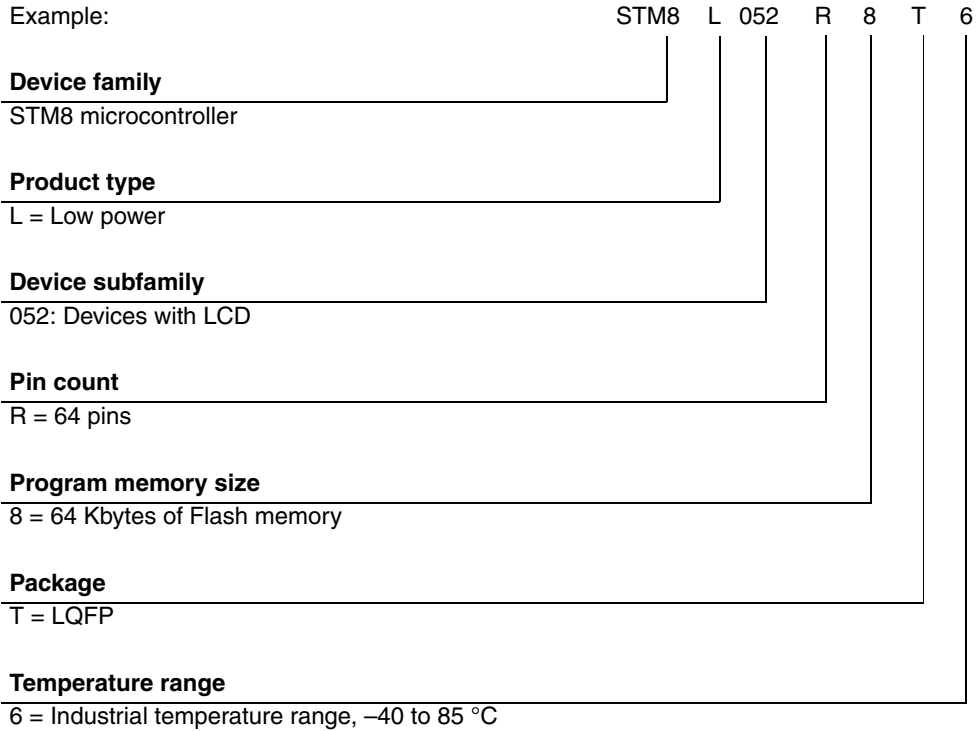 Example: STM8 L 052 R 8 T 6
Device family
STM8 microcontroller
Product type
L = Low power
Device subfamily
052: Devices with LCD
Pin count
R = 64 pins
Program memory size
8 = 64 Kbytes of Flash memory
Package
T = LQFP
Temperature range
6 = Industrial temperature range, –40 to 85 °C